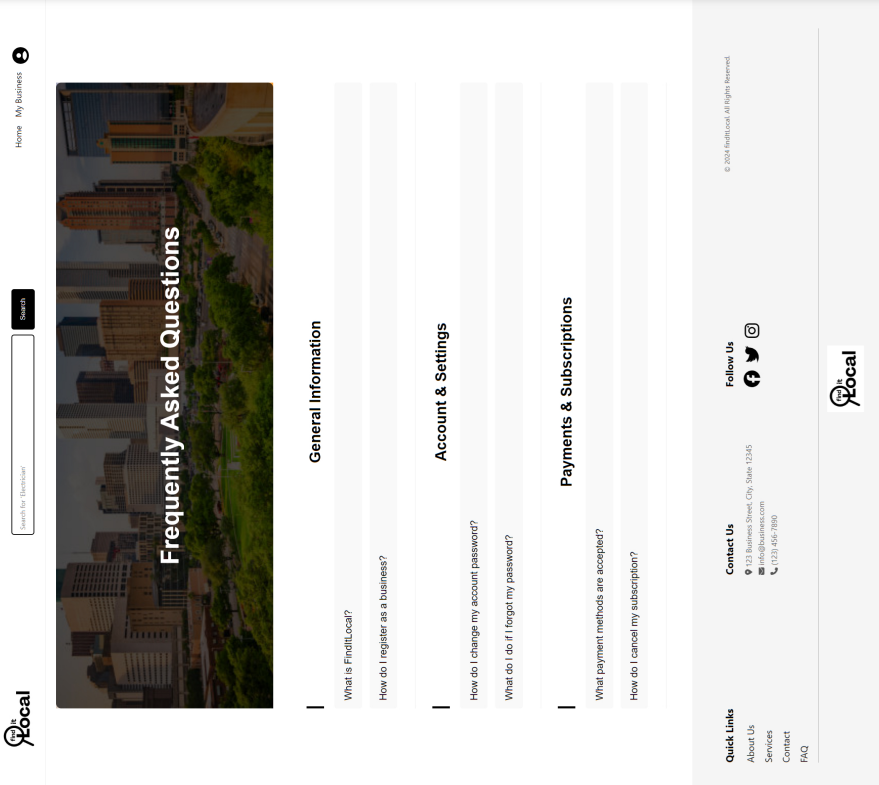 find it
Local
Search for 'Electrician'
Search
Home
My Business
Frequently Asked Questions
General Information
What is FindItLocal?
How do I register as a business?
Account & Settings
How do I change my account password?
What do I do if I forgot my password?
Payments & Subscriptions
What payment methods are accepted?
How do I cancel my subscription?
Quick Links
About Us
Services
Contact
FAQ
Contact Us
123 Business Street, City, State 12345
info@business.com
(123) 456-7890
Follow Us
© 2024 findItLocal. All Rights Reserved.
find it
Local